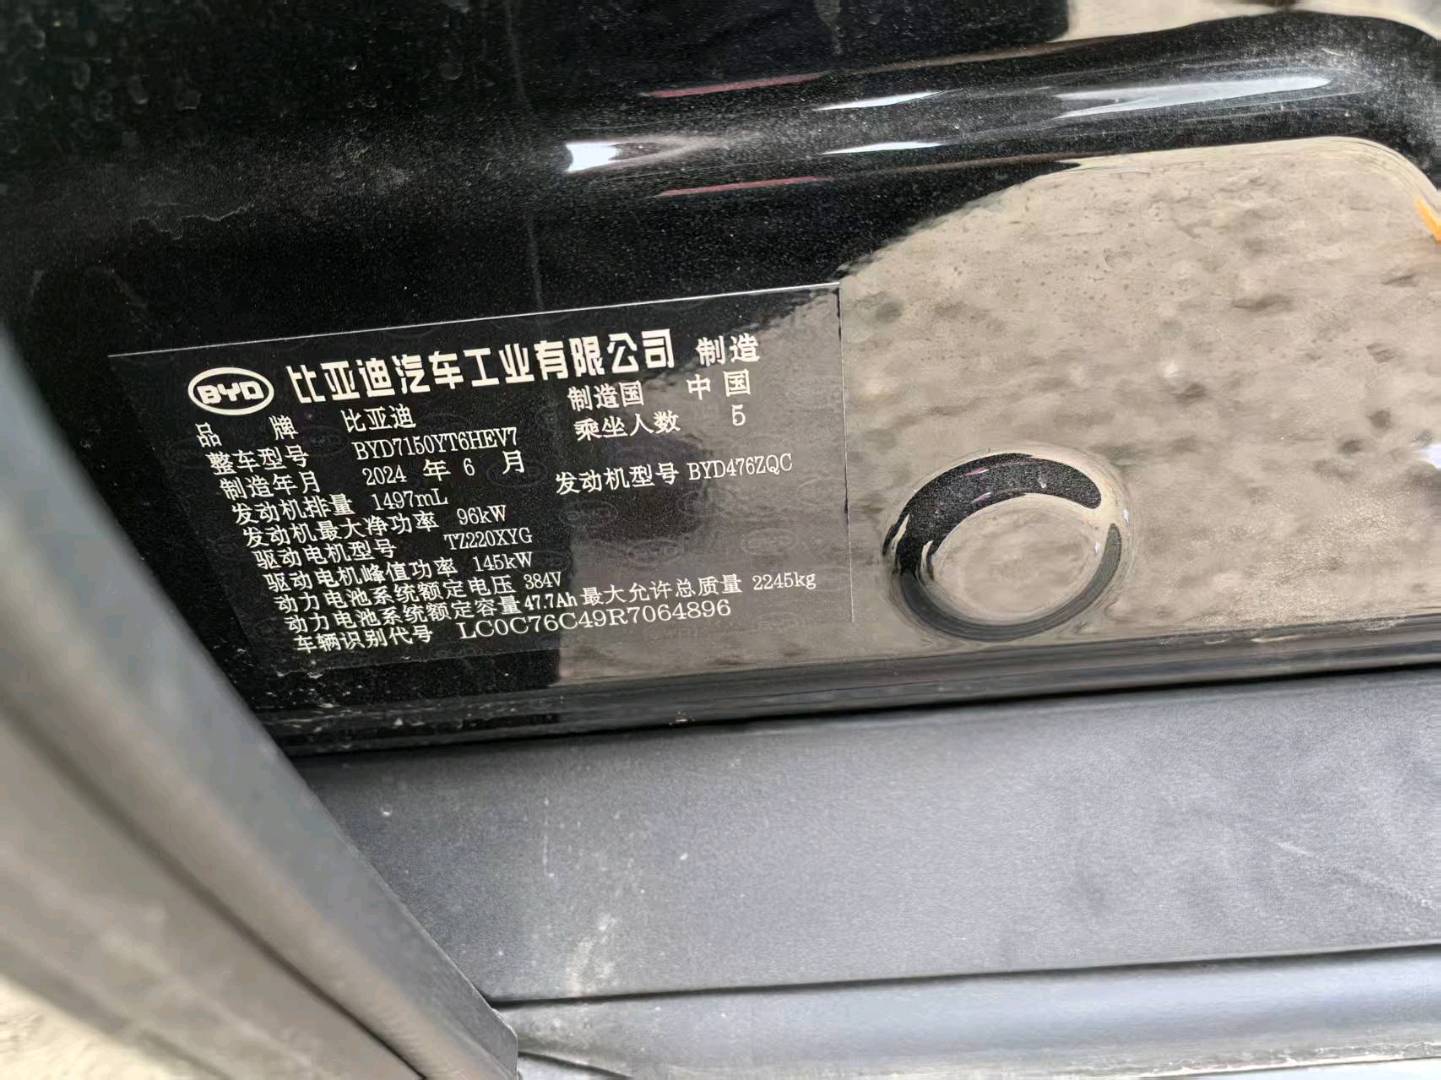 BYD 比亚迪汽车工业有限公司 制造
品牌 比亚迪 制造国 中国
整车型号 BYD7150YT6HEV7 乘坐人数 5
制造年月 2024 年 6 月
发动机排量 1497mL 发动机型号 BYD476ZQC
发动机最大净功率 96kW
驱动电机型号 TZ220XYG
驱动电机峰值功率 145kW
动力电池系统额定电压 384V
动力电池系统额定容量 47.7Ah 最大允许总质量 2245kg
车辆识别代号 LC0C76C49R7064896